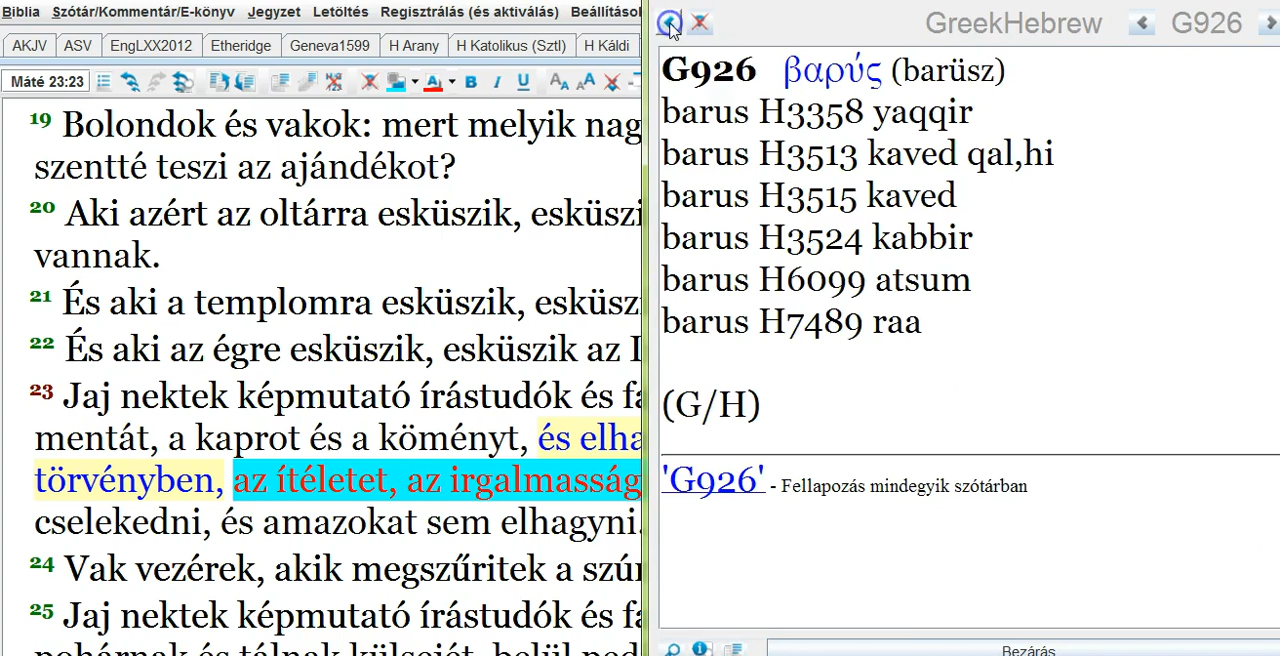 Biblia Szótár/Kommentár/E-könyv Jegyzet Letöltés Regisztrálás (és aktiválás) Beállítások
AKJV ASV EngLXX2012 Etheridge Geneva1599 H Arany H Katolikus (Sztl) H Káldi
Máté 23:23
19 Bolondok és vakok: mert melyik nag
szentté teszi az ajándékot?
20 Aki azért az oltárra esküszik, esküszi
vannak.
21 És aki a templomra esküszik, esküsz
22 És aki az égre esküszik, esküszik az
23 Jaj nektek képmutató írástudók és fa
mentát, a kaprot és a köményt, és elha
törvényben, az ítéletet, az irgalmasság
cselekedni, és amazokat sem elhagyni.
24 Vak vezérek, akik megszűritek a szún
25 Jaj nektek képmutató írástudók és fa
pohárnak és tálnak külsejét, belül ped
GreekHebrew G926
G926 βαρύς (barüsz)
barus H3358 yaqqir
barus H3513 kaved qal,hi
barus H3515 kaved
barus H3524 kabbir
barus H6099 atsum
barus H7489 raa
(G/H)
'G926' - Fellapozás mindegyik szótárban
Bezárás